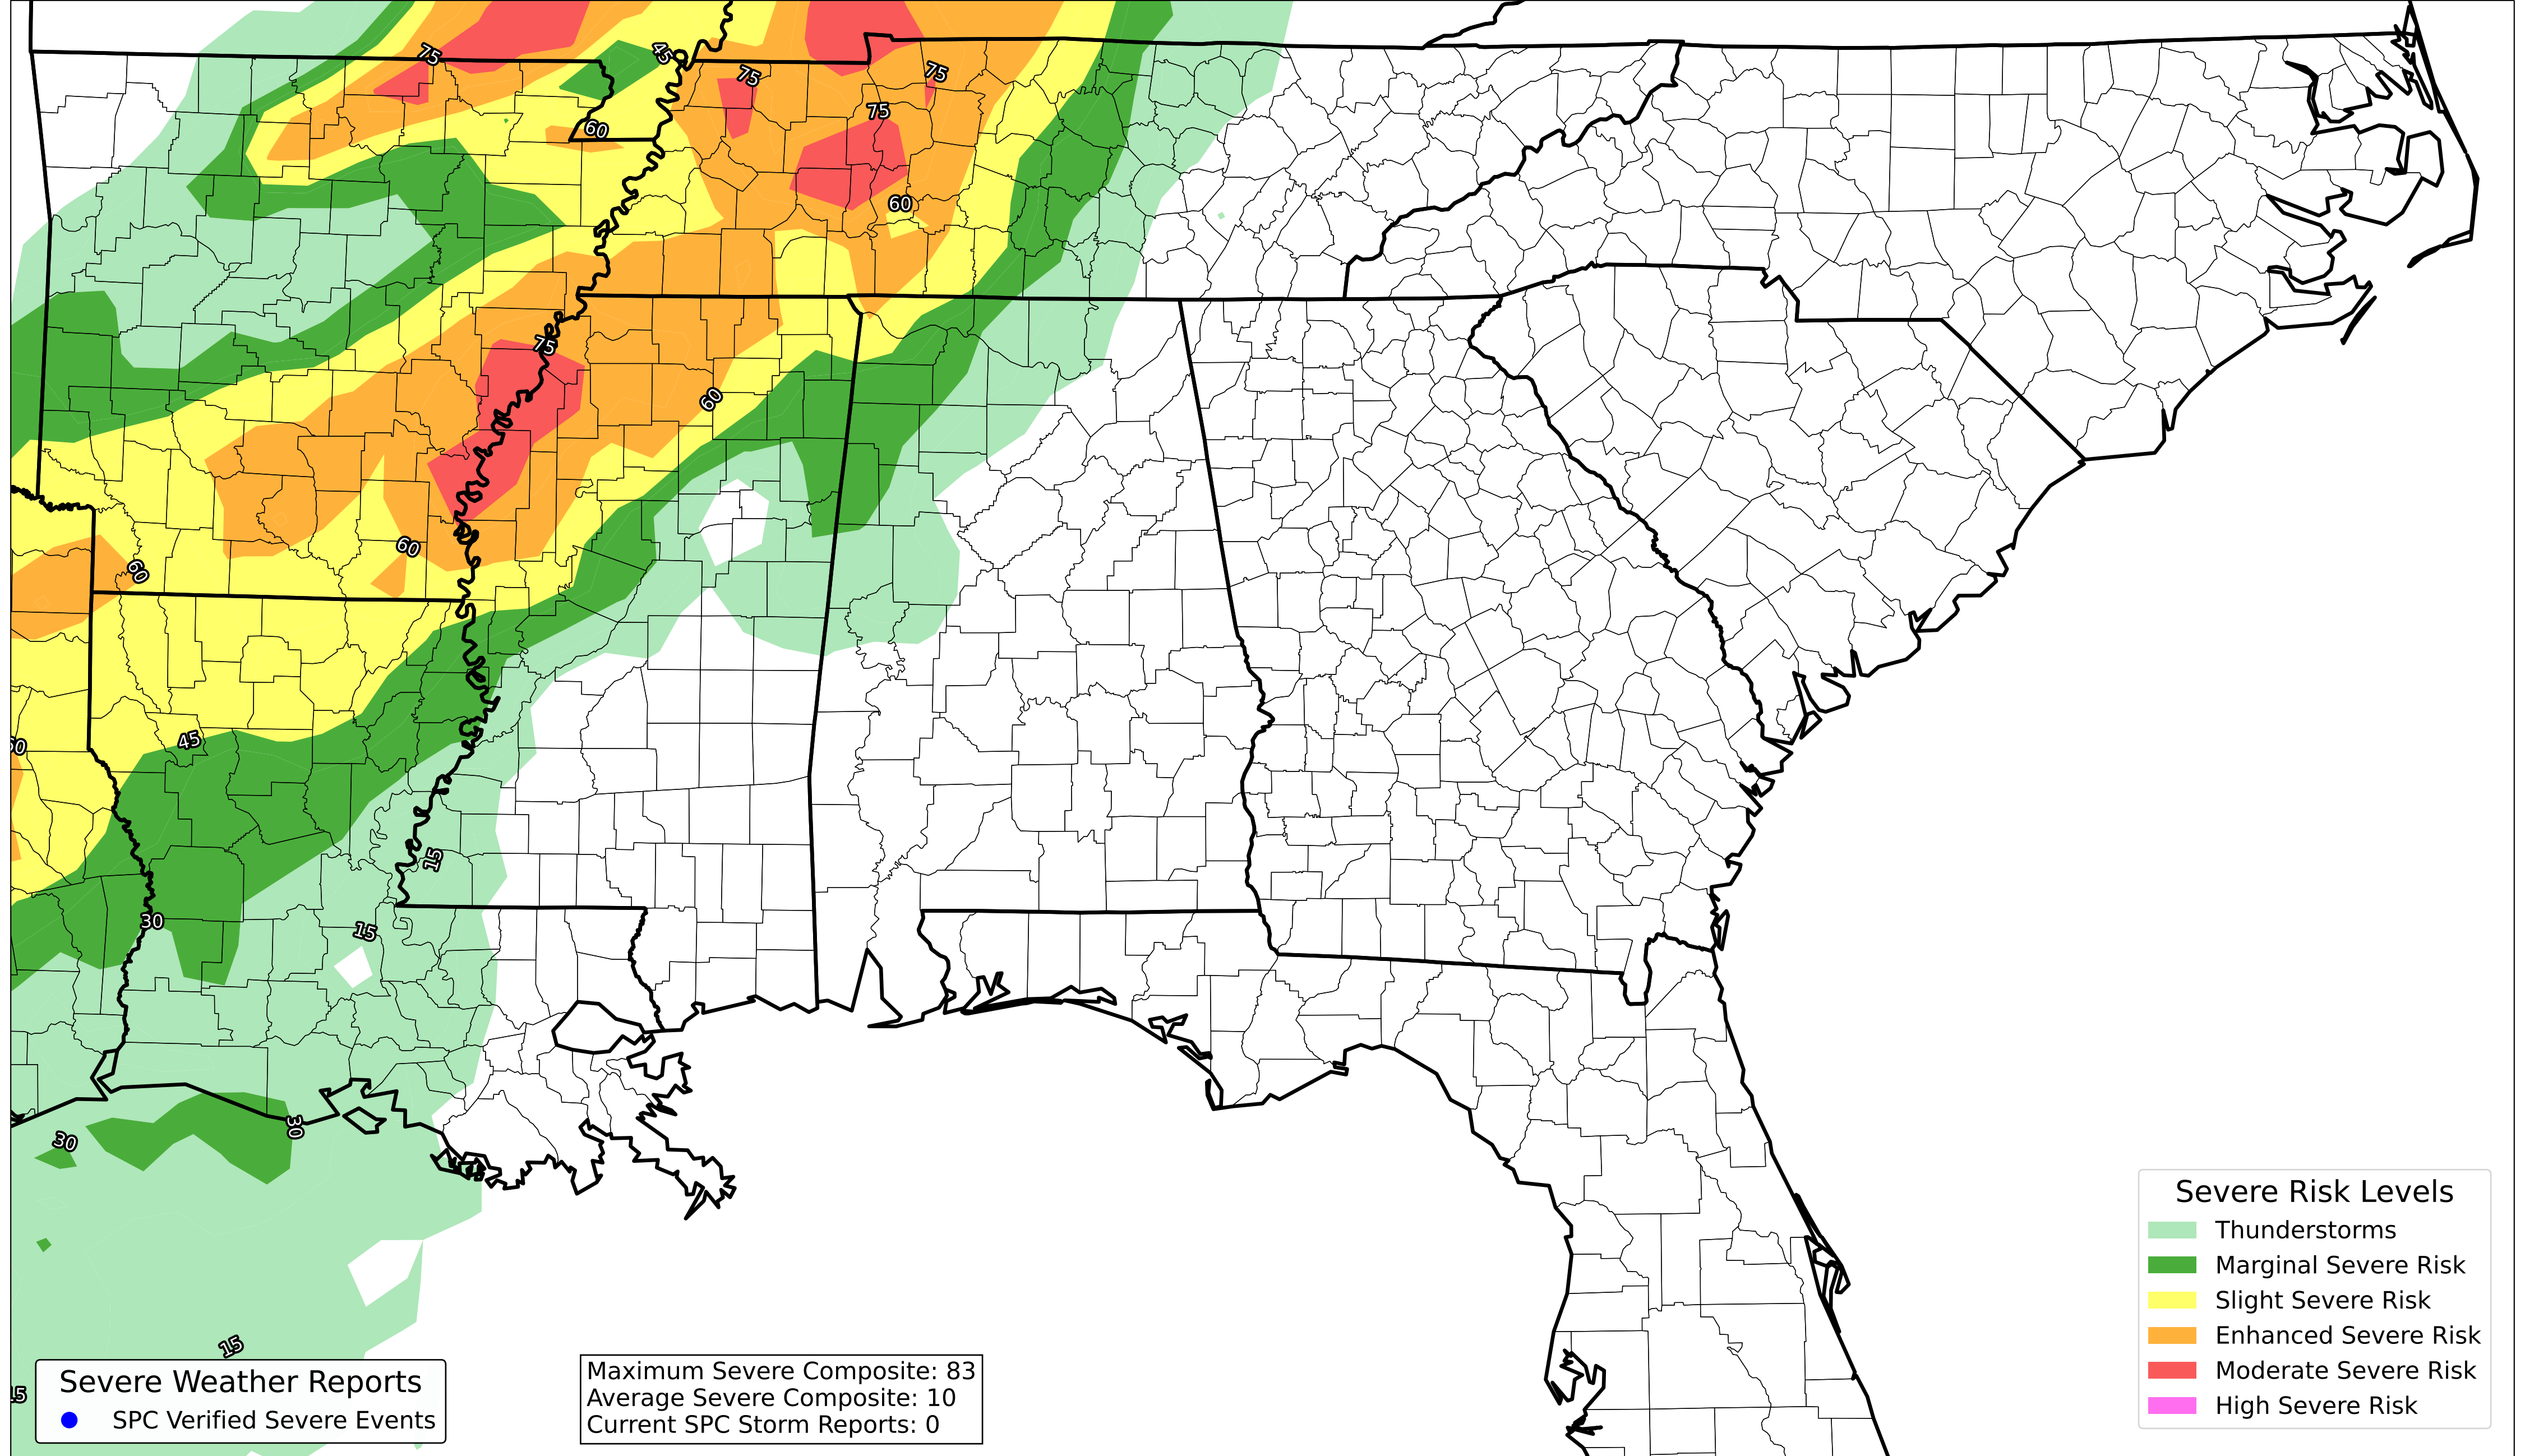 75
45
75
75
75
60
60
75
60
60
60
45
15
30
15
30
30
15
Severe Weather Reports
SPC Verified Severe Events
Maximum Severe Composite: 83
Average Severe Composite: 10
Current SPC Storm Reports: 0
Severe Risk Levels
Thunderstorms
Marginal Severe Risk
Slight Severe Risk
Enhanced Severe Risk
Moderate Severe Risk
High Severe Risk